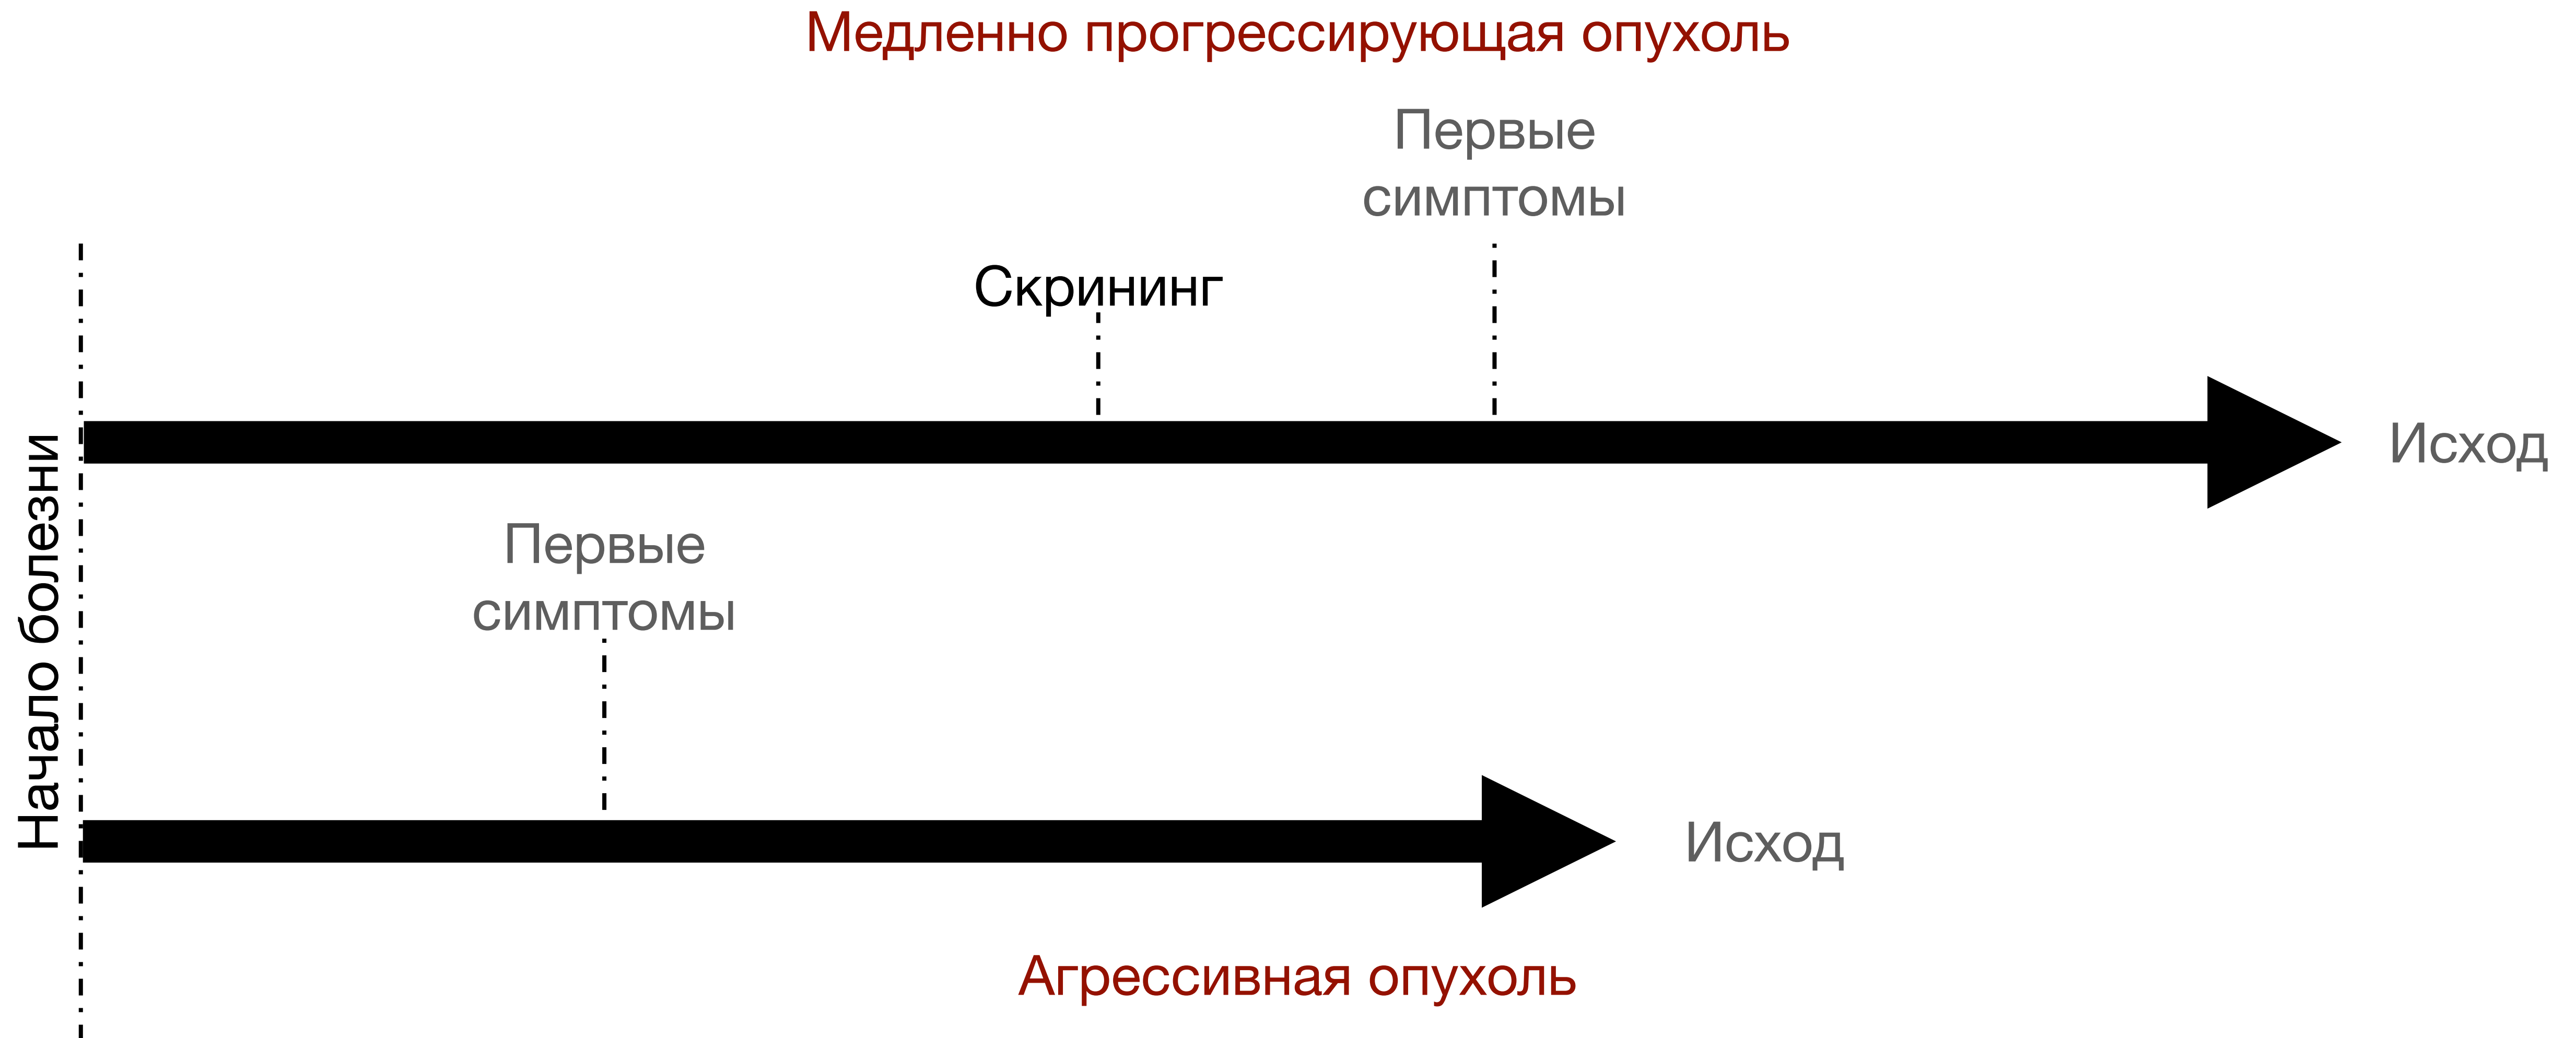 Медленно прогрессирующая опухоль
Первые
симптомы
Скрининг
Исход
Начало болезни
Первые
симптомы
Исход
Агрессивная опухоль